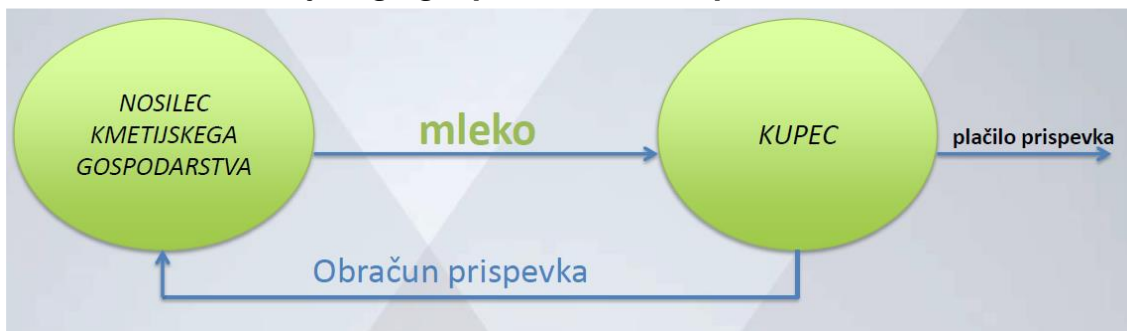 NOSILEC
KMETIJSKEGA
GOSPODARSTVA
mleko
KUPEC
plačilo prispevka
Obračun prispevka